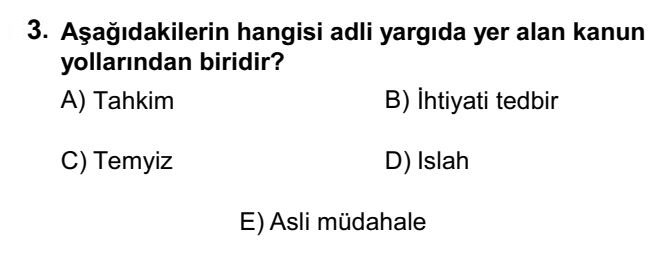 3. Aşağıdakilerin hangisi adli yargıda yer alan kanun
yollarından biridir?
A) Tahkim B) İhtiyati tedbir
C) Temyiz D) Islah
E) Asli müdahale